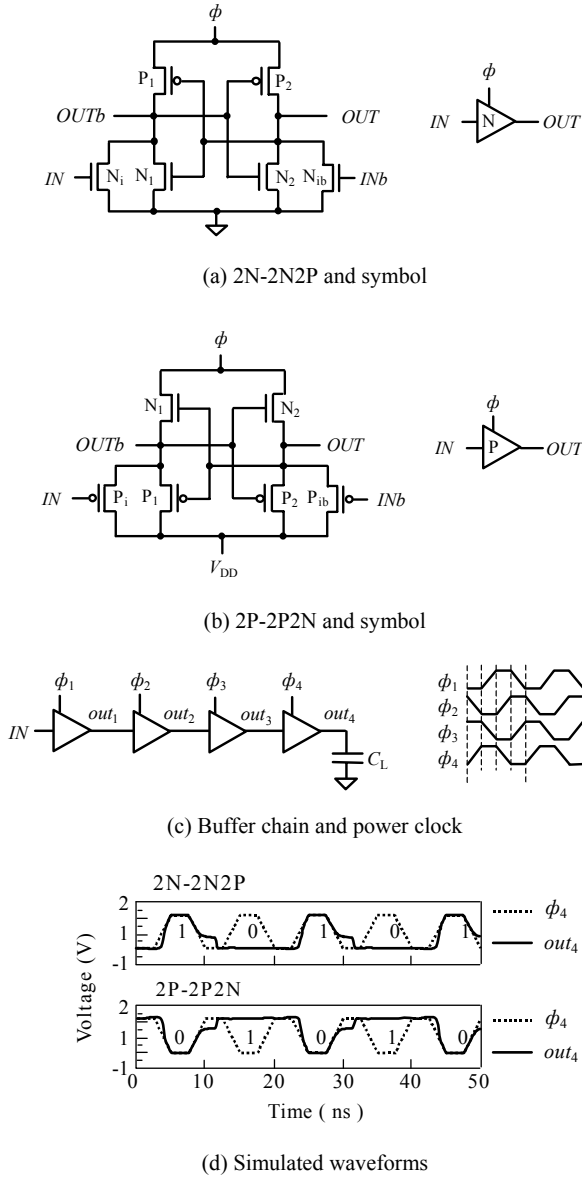 ϕ
P1 P2
OUTb OUT
IN Ni N1 N2 Nib INb
ϕ
IN N OUT
(a) 2N-2N2P and symbol
ϕ
N1 N2
OUTb OUT
IN Pi P1 P2 Pib INb
VDD
ϕ
IN P OUT
(b) 2P-2P2N and symbol
ϕ1 ϕ2 ϕ3 ϕ4
IN out1 out2 out3 out4
CL
ϕ1
ϕ2
ϕ3
ϕ4
(c) Buffer chain and power clock
2N-2N2P
2
1
-1
1 0 1 0 1
ϕ4
out4
2P-2P2N
2
1
-1
0 1 0 1 0
ϕ4
out4
Voltage (V)
0 10 20 30 40 50
Time ( ns )
(d) Simulated waveforms